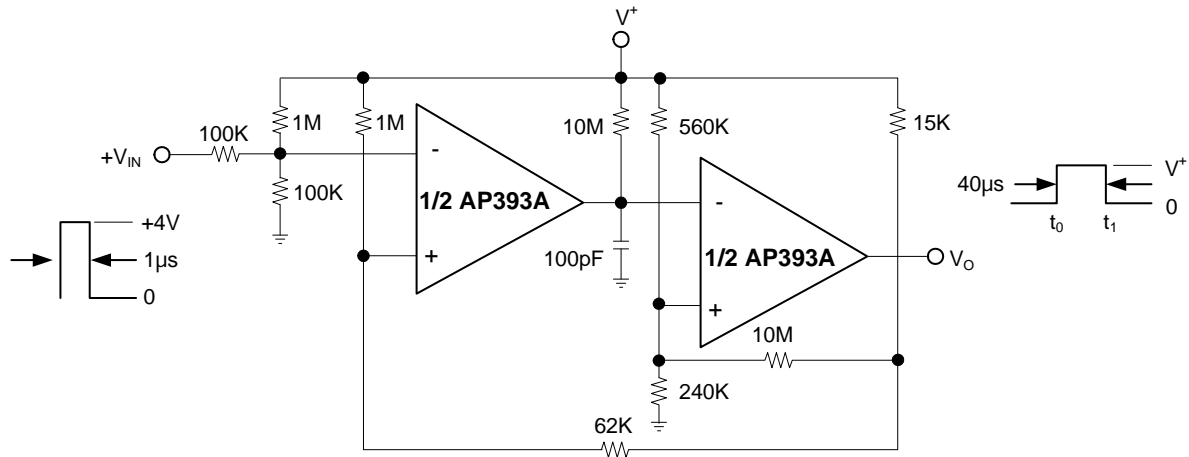 V+
1M
1M
10M
560K
15K
100K
+VIN
-
-
100K
1/2 AP393A
V+
40µs
0
t0
t1
+4V
1µs
0
+
100pF
1/2 AP393A
VO
+
10M
240K
62K